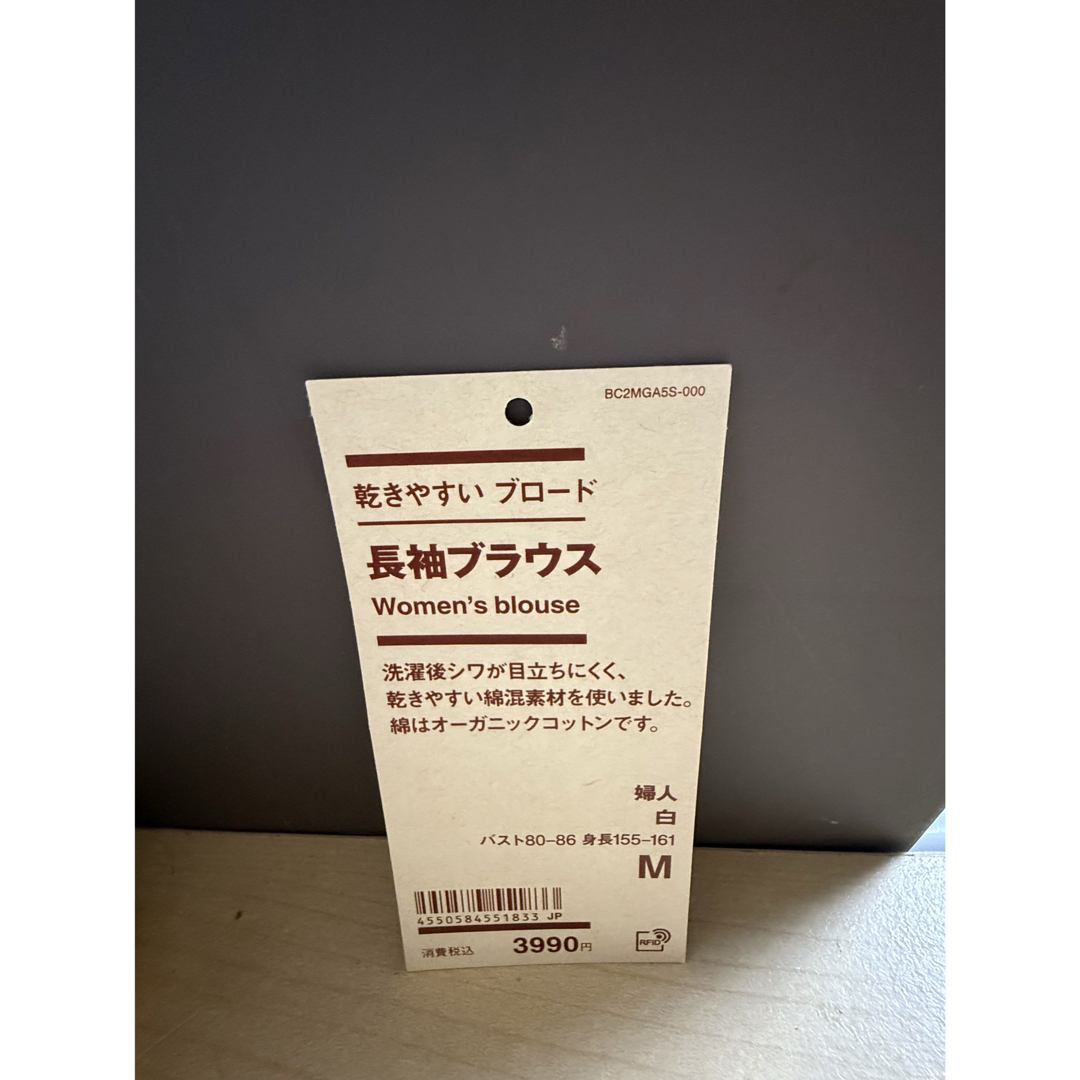 BC2MGA5S-000
乾きやすい ブロード
長袖ブラウス
Women's blouse
洗濯後シワが目立ちにくく、
乾きやすい綿混素材を使いました。
綿はオーガニックコットンです。
婦人
白
バスト80–86 身長155–161
M
4550584551833 JP
消費税込 3990円
RFID